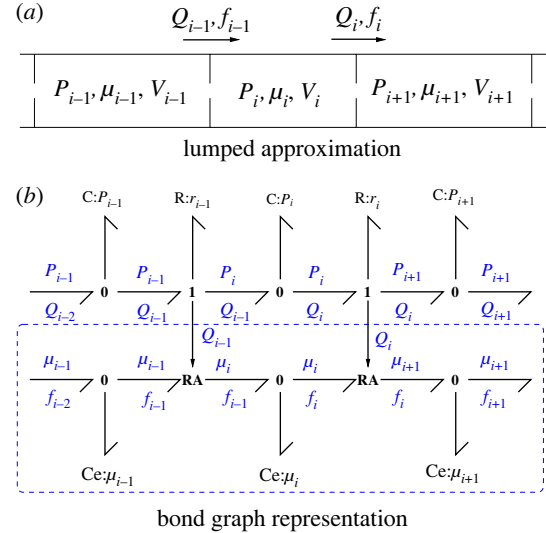 (a)
Q_{i–1}, f_{i–1} Q_i, f_i
P_{i–1}, μ_{i–1}, V_{i–1} P_i, μ_i, V_i P_{i+1}, μ_{i+1}, V_{i+1}
lumped approximation
(b)
C:P_{i–1} R:r_{i–1} C:P_i R:r_i C:P_{i+1}
P_{i–1} P_{i–1} P_i P_i P_{i+1} P_{i+1}
0 1 0 1 0
Q_{i–2} Q_{i–1} Q_{i–1} Q_i Q_i Q_{i+1}
Q_{i–1} Q_i
μ_{i–1} μ_{i–1} μ_i μ_i μ_{i+1} μ_{i+1}
0 RA 0 RA 0
f_{i–2} f_{i–1} f_{i–1} f_i f_i f_{i+1}
Ce:μ_{i–1} Ce:μ_i Ce:μ_{i+1}
bond graph representation